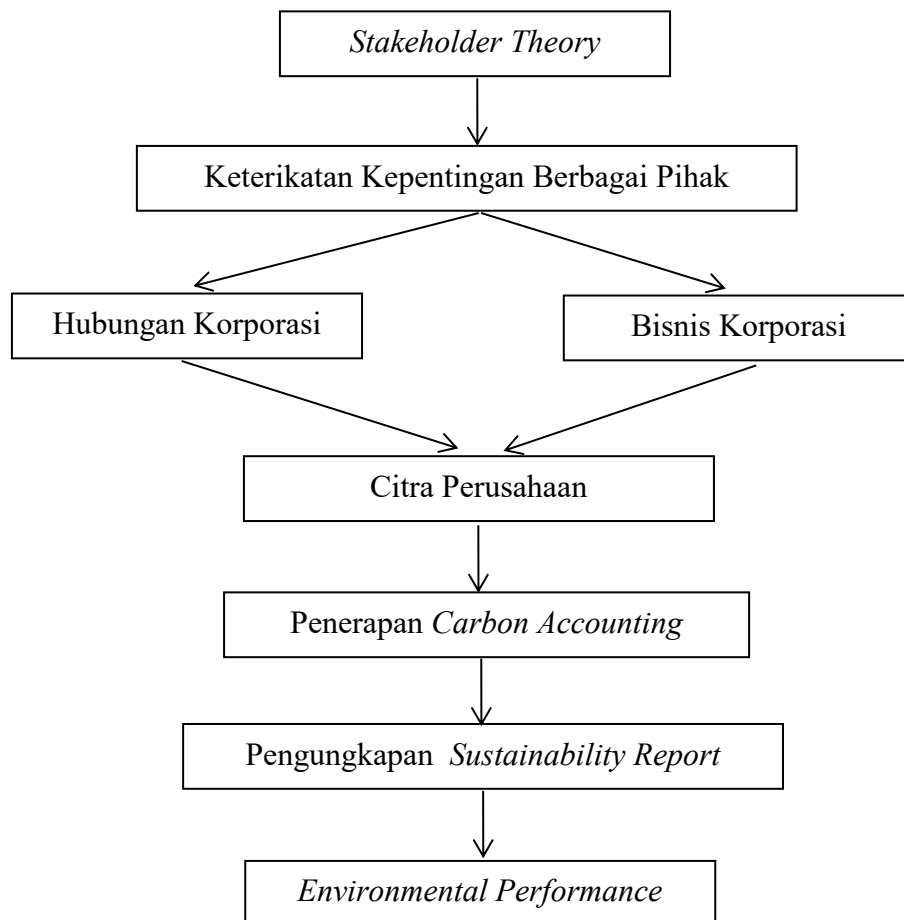 Stakeholder Theory
Keterikatan Kepentingan Berbagai Pihak
Hubungan Korporasi
Bisnis Korporasi
Citra Perusahaan
Penerapan Carbon Accounting
Pengungkapan Sustainability Report
Environmental Performance